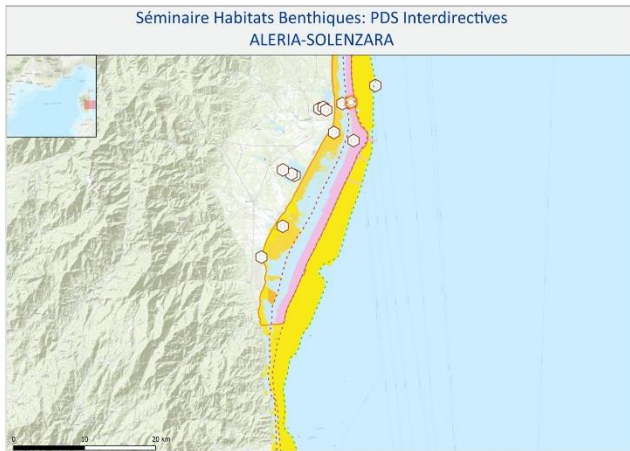 Séminaire Habitats Benthiques: PDS Interdirectives
ALERIA-SOLENZARA
0 10 20 km